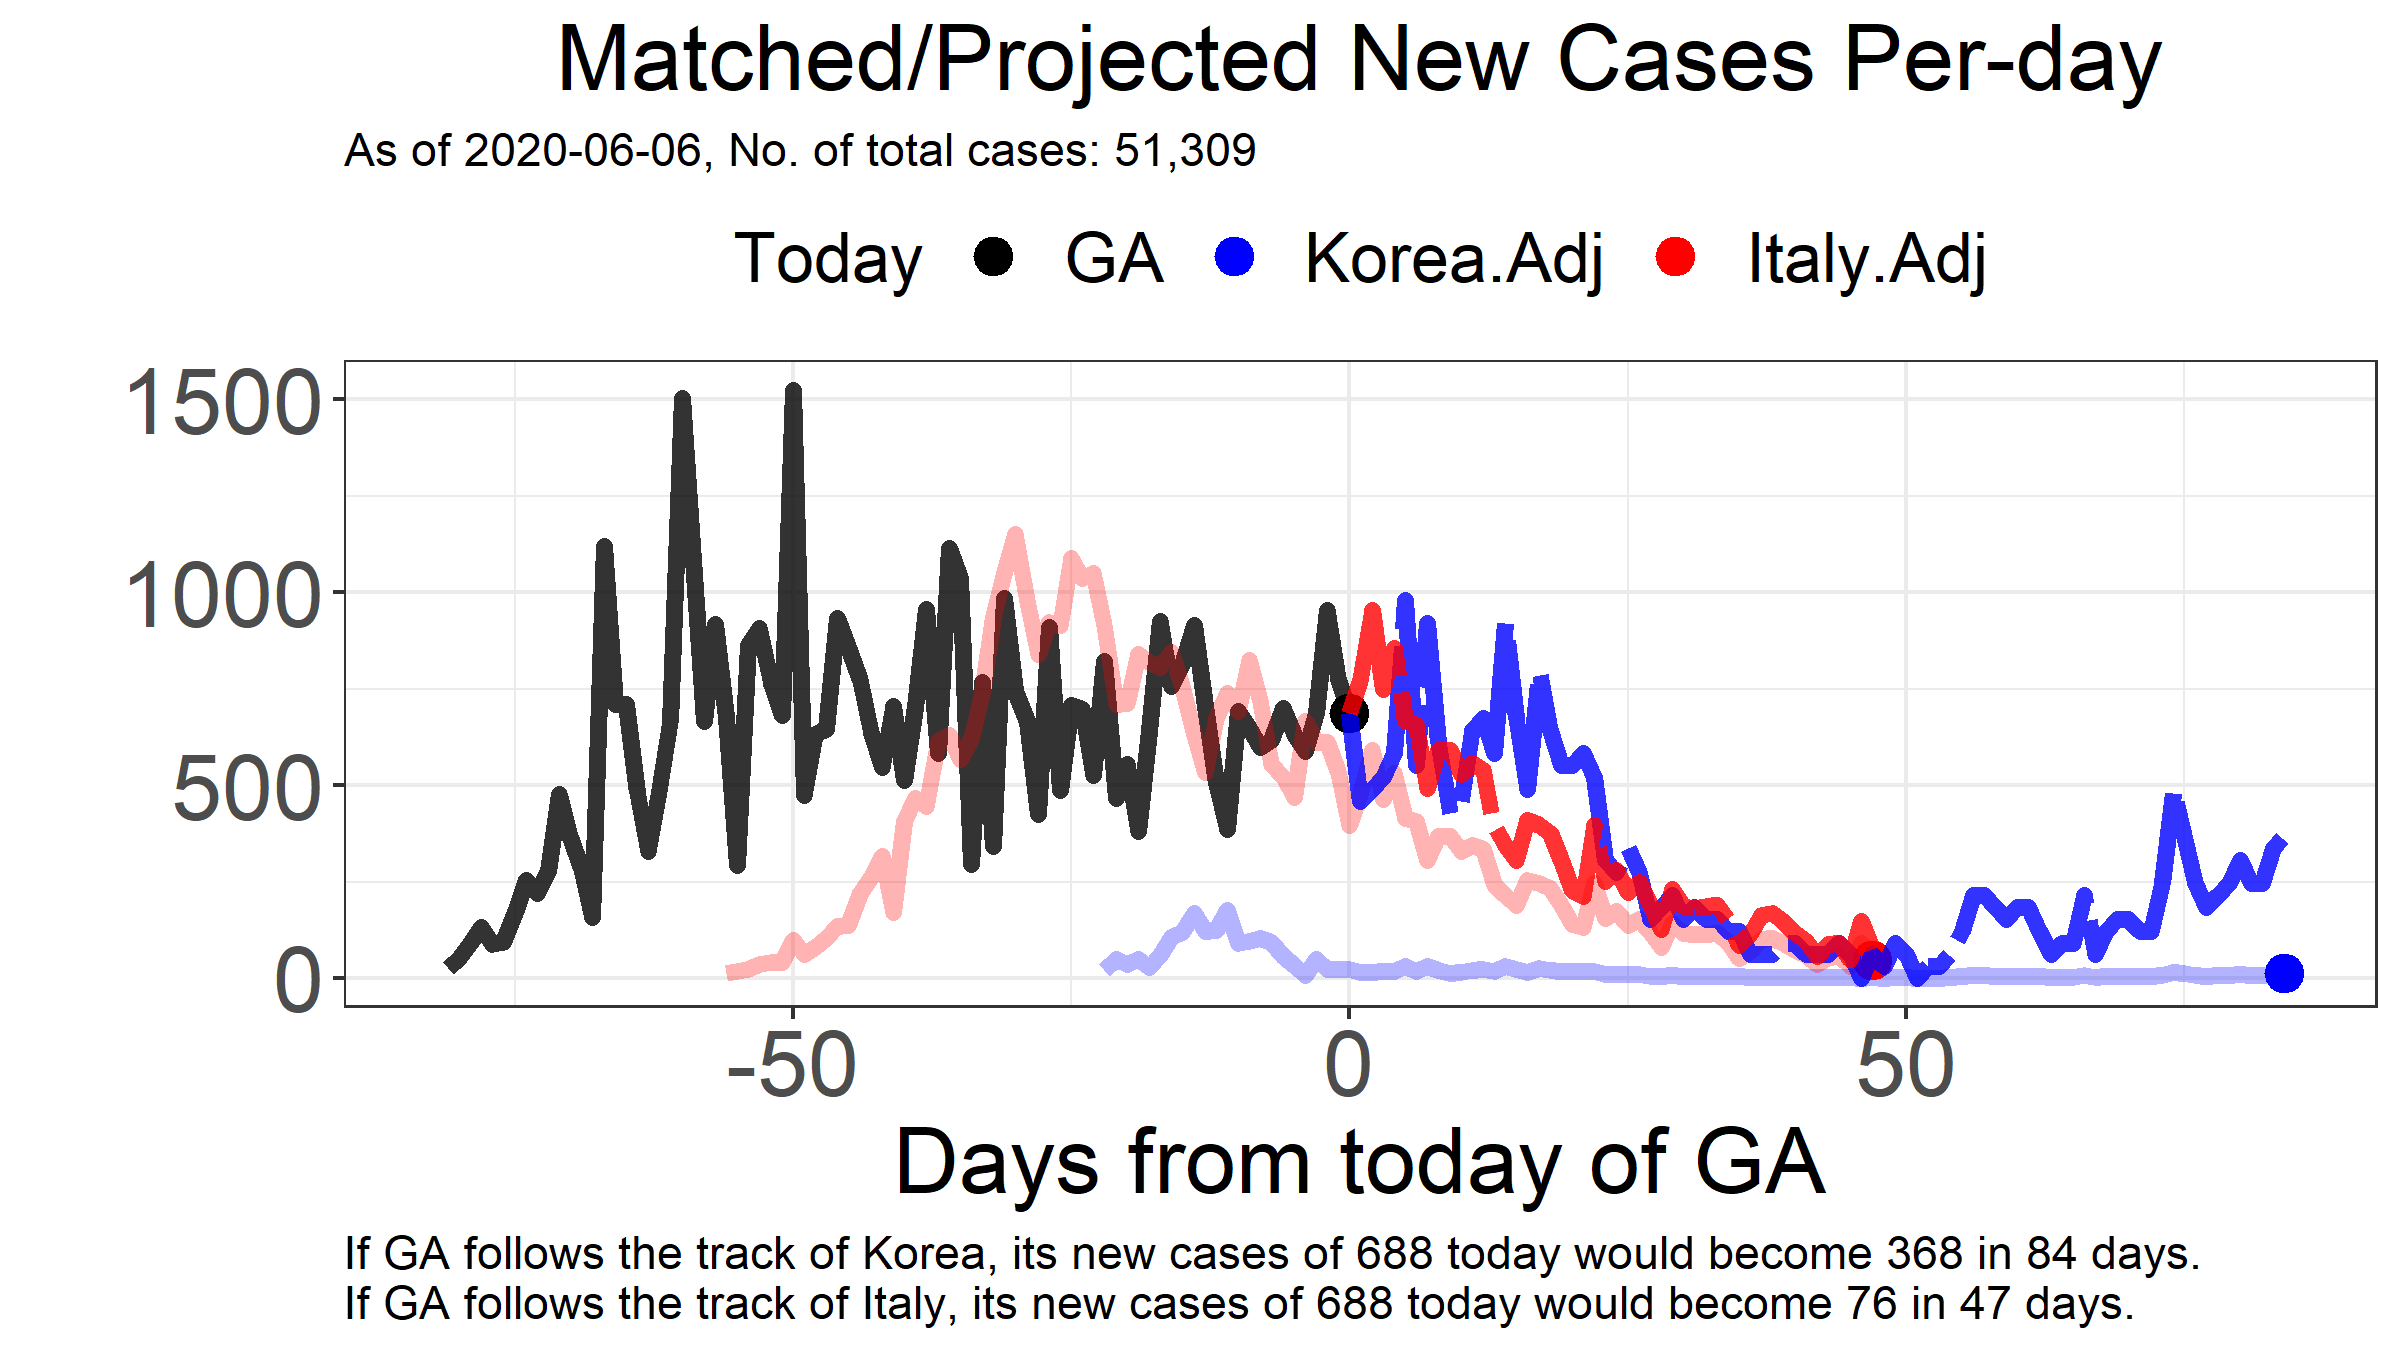 Matched/Projected New Cases Per-day
As of 2020-06-06, No. of total cases: 51,309
Today GA Korea.Adj Italy.Adj
1500
1000
500
0
-50 0 50
Days from today of GA
If GA follows the track of Korea, its new cases of 688 today would become 368 in 84 days.
If GA follows the track of Italy, its new cases of 688 today would become 76 in 47 days.